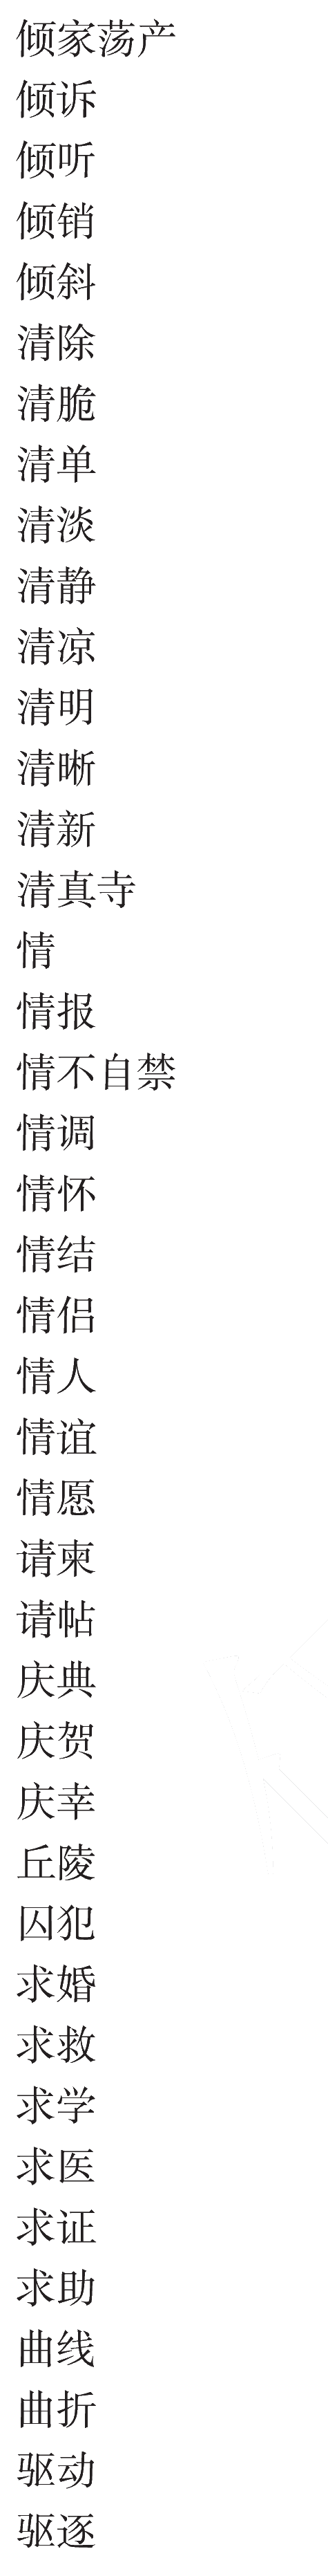 倾家荡产
倾诉
倾听
倾销
倾斜
清除
清脆
清单
清淡
清静
清凉
清明
清晰
清新
清真寺
情
情报
情不自禁
情调
情怀
情结
情侣
情人
情谊
情愿
请柬
请帖
庆典
庆贺
庆幸
丘陵
囚犯
求婚
求救
求学
求医
求证
求助
曲线
曲折
驱动
驱逐